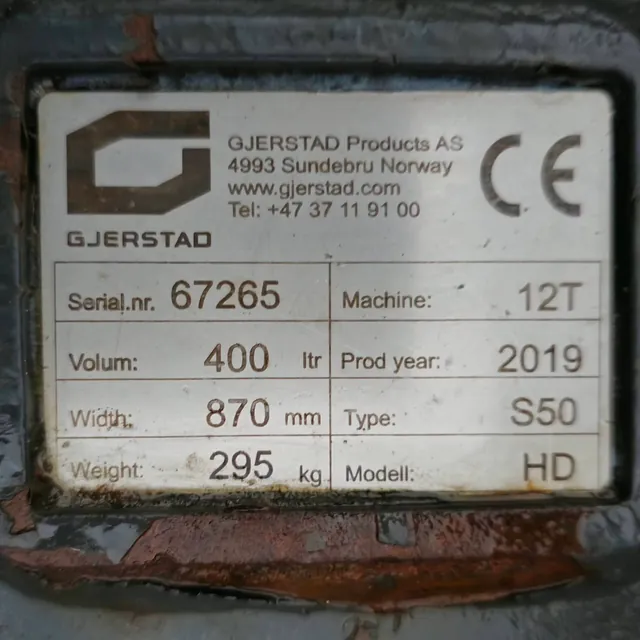 GJERSTAD Products AS
4993 Sundebru Norway
www.gjerstad.com
Tel: +47 37 11 91 00
CE
GJERSTAD
Serial.nr. 67265 Machine: 12T
Volum: 400 ltr Prod year: 2019
Width: 870 mm Type: S50
Weight: 295 kg Modell: HD